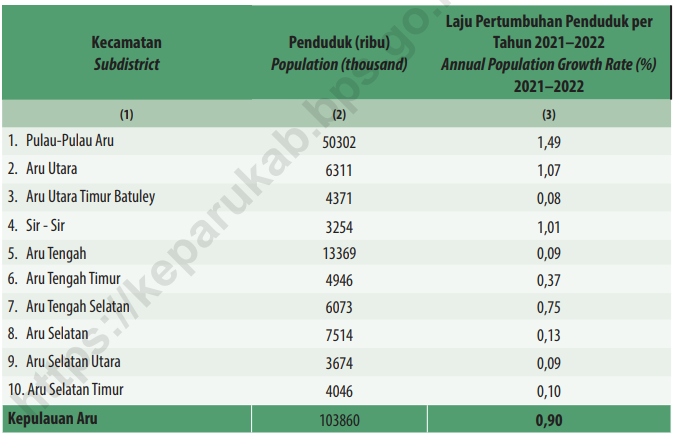 Kecamatan
Subdistrict
Penduduk (ribu)
Population (thousand)
Laju Pertumbuhan Penduduk per
Tahun 2021–2022
Annual Population Growth Rate (%)
2021–2022
(1) (2) (3)
1. Pulau-Pulau Aru 50302 1,49
2. Aru Utara 6311 1,07
3. Aru Utara Timur Batuley 4371 0,08
4. Sir - Sir 3254 1,01
5. Aru Tengah 13369 0,09
6. Aru Tengah Timur 4946 0,37
7. Aru Tengah Selatan 6073 0,75
8. Aru Selatan 7514 0,13
9. Aru Selatan Utara 3674 0,09
10. Aru Selatan Timur 4046 0,10
Kepulauan Aru 103860 0,90
https://keparukab.bps.go.